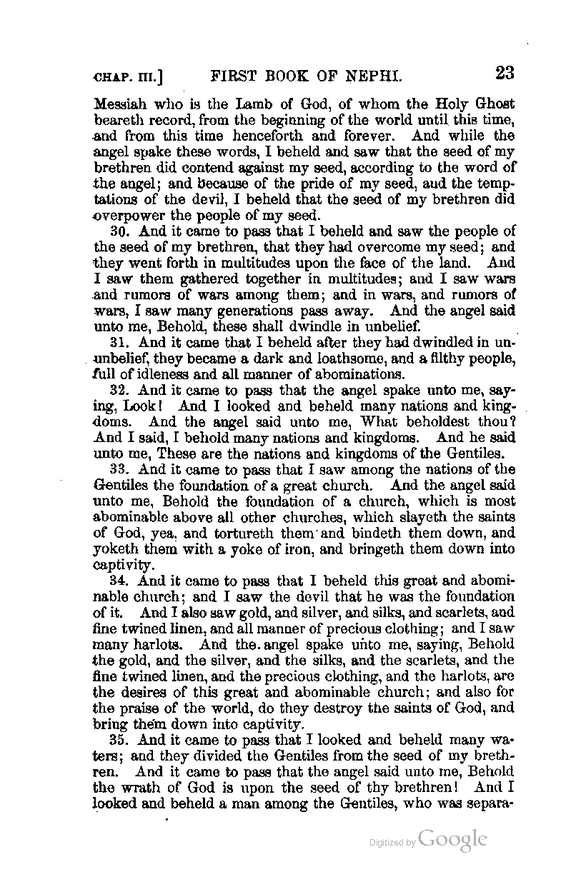 CHAP. III.] FIRST BOOK OF NEPHI. 23
Messiah who is the Lamb of God, of whom the Holy Ghost
beareth record, from the beginning of the world until this time,
and from this time henceforth and forever. And while the
angel spake these words, I beheld and saw that the seed of my
brethren did contend against my seed, according to the word of
the angel; and because of the pride of my seed, and the temp-
tations of the devil, I beheld that the seed of my brethren did
overpower the people of my seed.
30. And it came to pass that I beheld and saw the people of
the seed of my brethren, that they had overcome my seed; and
they went forth in multitudes upon the face of the land. And
I saw them gathered together in multitudes; and I saw wars
and rumors of wars among them; and in wars, and rumors of
wars, I saw many generations pass away. And the angel said
unto me, Behold, these shall dwindle in unbelief.
31. And it came that I beheld after they had dwindled in un-
unbelief, they became a dark and loathsome, and a filthy people,
full of idleness and all manner of abominations.
32. And it came to pass that the angel spake unto me, say-
ing, Look! And I looked and beheld many nations and king-
doms. And the angel said unto me, What beholdest thou?
And I said, I behold many nations and kingdoms. And he said
unto me, These are the nations and kingdoms of the Gentiles.
33. And it came to pass that I saw among the nations of the
Gentiles the foundation of a great church. And the angel said
unto me, Behold the foundation of a church, which is most
abominable above all other churches, which slayeth the saints
of God, yea, and tortureth them and bindeth them down, and
yoketh them with a yoke of iron, and bringeth them down into
captivity.
34. And it came to pass that I beheld this great and abomi-
nable church; and I saw the devil that he was the foundation
of it. And I also saw gold, and silver, and silks, and scarlets, and
fine twined linen, and all manner of precious clothing; and I saw
many harlots. And the angel spake unto me, saying, Behold
the gold, and the silver, and the silks, and the scarlets, and the
fine twined linen, and the precious clothing, and the harlots, are
the desires of this great and abominable church; and also for
the praise of the world, do they destroy the saints of God, and
bring them down into captivity.
35. And it came to pass that I looked and beheld many wa-
ters; and they divided the Gentiles from the seed of my breth-
ren. And it came to pass that the angel said unto me, Behold
the wrath of God is upon the seed of thy brethren! And I
looked and beheld a man among the Gentiles, who was separa-
Digitized by Google